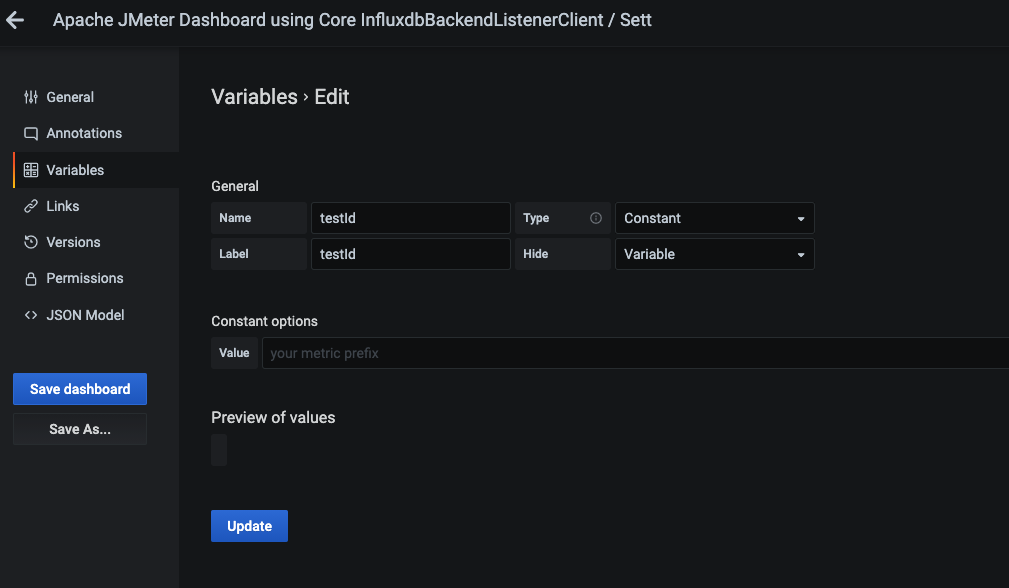 Apache JMeter Dashboard using Core InfluxdbBackendListenerClient / Sett
General
Annotations
Variables
Links
Versions
Permissions
JSON Model
Save dashboard
Save As...
Variables › Edit
General
Name testId Type Constant
Label testId Hide Variable
Constant options
Value your metric prefix
Preview of values
Update